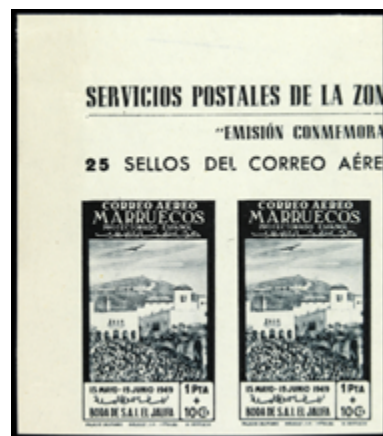 SERVICIOS POSTALES DE LA ZON
"EMISIÓN CONMEMORA
25 SELLOS DEL CORREO AÉRE
CORREO AEREO
MARRUECOS
PROTECTORADO ESPAÑOL
15 MAYO - 15 JUNIO 1949
BODA DE S.A.I. EL JALIFA
1 PTA
+
10 C
CORREO AEREO
MARRUECOS
PROTECTORADO ESPAÑOL
15 MAYO - 15 JUNIO 1949
BODA DE S.A.I. EL JALIFA
1 PTA
+
10 C